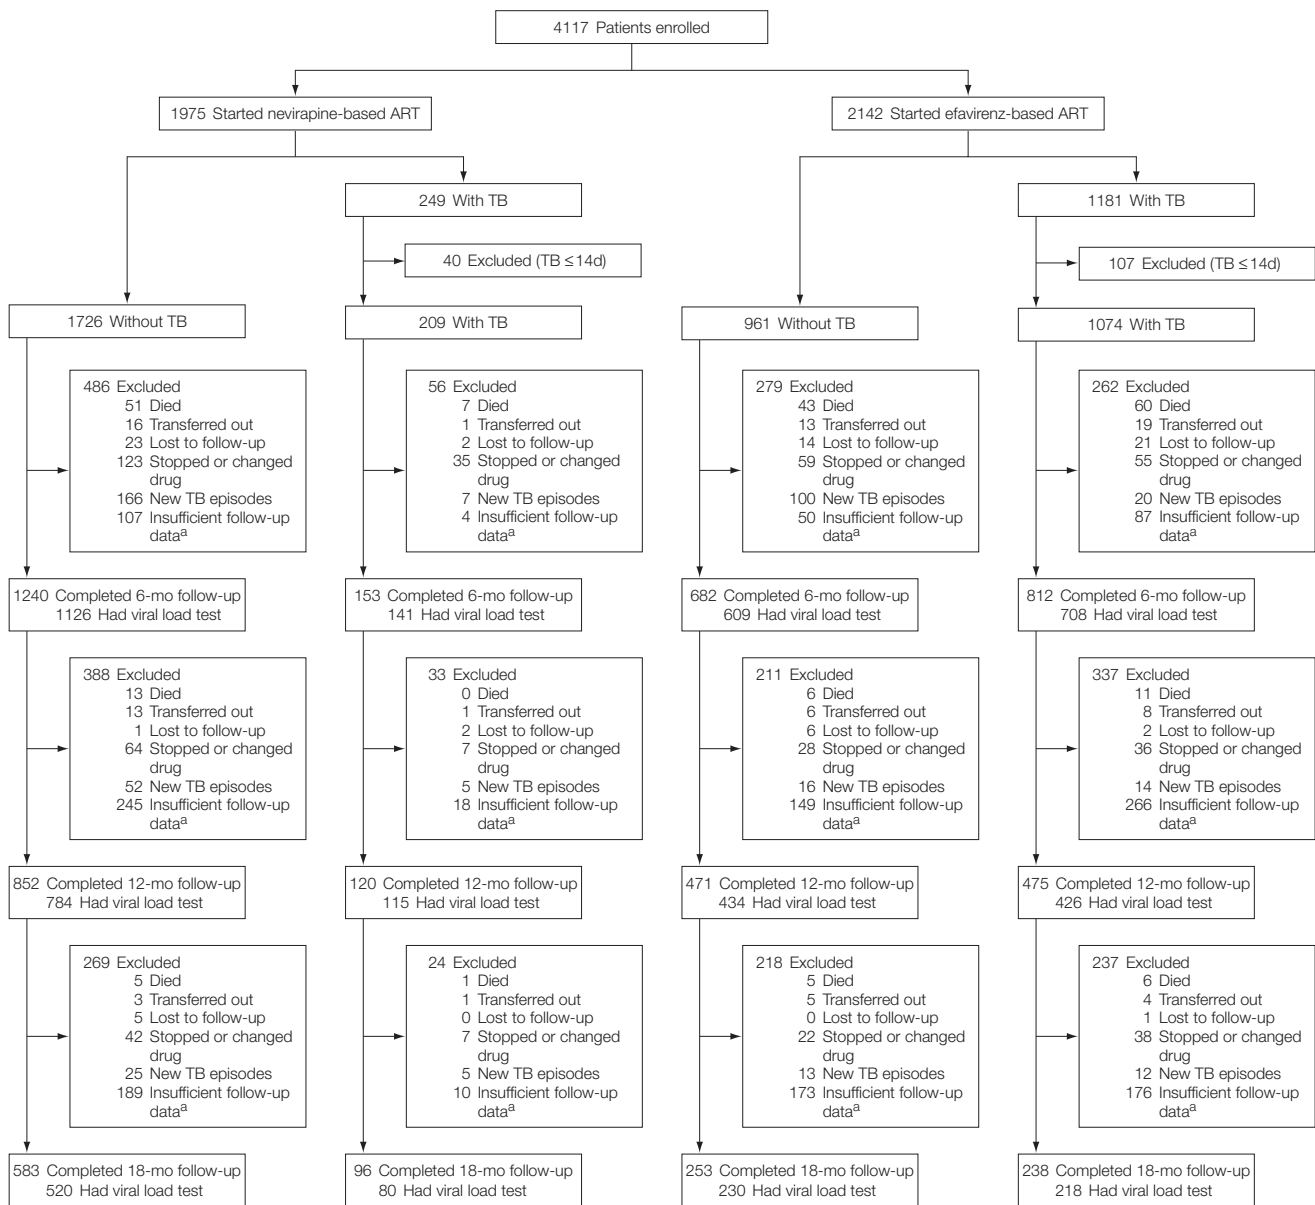 4117 Patients enrolled
1975 Started nevirapine-based ART
2142 Started efavirenz-based ART
249 With TB
1181 With TB
40 Excluded (TB ≤14d)
107 Excluded (TB ≤14d)
1726 Without TB
209 With TB
961 Without TB
1074 With TB
486 Excluded
51 Died
16 Transferred out
23 Lost to follow-up
123 Stopped or changed
drug
166 New TB episodes
107 Insufficient follow-up
dataa
56 Excluded
7 Died
1 Transferred out
2 Lost to follow-up
35 Stopped or changed
drug
7 New TB episodes
4 Insufficient follow-up
dataa
279 Excluded
43 Died
13 Transferred out
14 Lost to follow-up
59 Stopped or changed
drug
100 New TB episodes
50 Insufficient follow-up
dataa
262 Excluded
60 Died
19 Transferred out
21 Lost to follow-up
55 Stopped or changed
drug
20 New TB episodes
87 Insufficient follow-up
dataa
1240 Completed 6-mo follow-up
1126 Had viral load test
153 Completed 6-mo follow-up
141 Had viral load test
682 Completed 6-mo follow-up
609 Had viral load test
812 Completed 6-mo follow-up
708 Had viral load test
388 Excluded
13 Died
13 Transferred out
1 Lost to follow-up
64 Stopped or changed
drug
52 New TB episodes
245 Insufficient follow-up
dataa
33 Excluded
0 Died
1 Transferred out
2 Lost to follow-up
7 Stopped or changed
drug
5 New TB episodes
18 Insufficient follow-up
dataa
211 Excluded
6 Died
6 Transferred out
6 Lost to follow-up
28 Stopped or changed
drug
16 New TB episodes
149 Insufficient follow-up
dataa
337 Excluded
11 Died
8 Transferred out
2 Lost to follow-up
36 Stopped or changed
drug
14 New TB episodes
266 Insufficient follow-up
dataa
852 Completed 12-mo follow-up
784 Had viral load test
120 Completed 12-mo follow-up
115 Had viral load test
471 Completed 12-mo follow-up
434 Had viral load test
475 Completed 12-mo follow-up
426 Had viral load test
269 Excluded
5 Died
3 Transferred out
5 Lost to follow-up
42 Stopped or changed
drug
25 New TB episodes
189 Insufficient follow-up
dataa
24 Excluded
1 Died
1 Transferred out
0 Lost to follow-up
7 Stopped or changed
drug
5 New TB episodes
10 Insufficient follow-up
dataa
218 Excluded
5 Died
5 Transferred out
0 Lost to follow-up
22 Stopped or changed
drug
13 New TB episodes
173 Insufficient follow-up
dataa
237 Excluded
6 Died
4 Transferred out
1 Lost to follow-up
38 Stopped or changed
drug
12 New TB episodes
176 Insufficient follow-up
dataa
583 Completed 18-mo follow-up
520 Had viral load test
96 Completed 18-mo follow-up
80 Had viral load test
253 Completed 18-mo follow-up
230 Had viral load test
238 Completed 18-mo follow-up
218 Had viral load test